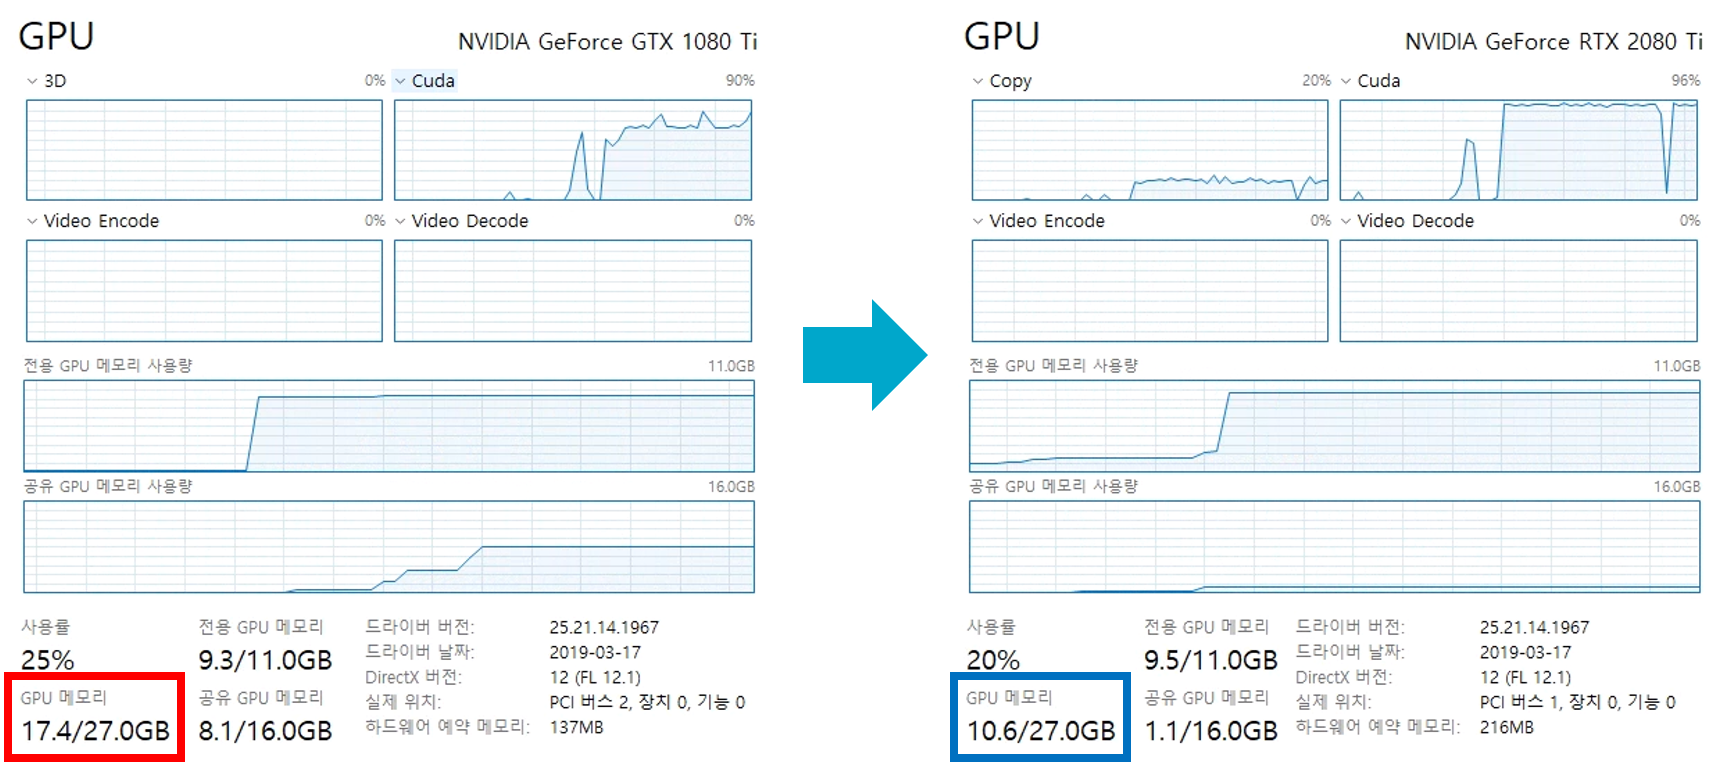 GPU
NVIDIA GeForce GTX 1080 Ti
3D 0%
Cuda 90%
Video Encode 0%
Video Decode 0%
전용 GPU 메모리 사용량 11.0GB
공유 GPU 메모리 사용량 16.0GB
사용률
25%
전용 GPU 메모리
9.3/11.0GB
GPU 메모리
17.4/27.0GB
공유 GPU 메모리
8.1/16.0GB
드라이버 버전: 25.21.14.1967
드라이버 날짜: 2019-03-17
DirectX 버전: 12 (FL 12.1)
실제 위치: PCI 버스 2, 장치 0, 기능 0
하드웨어 예약 메모리: 137MB
GPU
NVIDIA GeForce RTX 2080 Ti
Copy 20%
Cuda 96%
Video Encode 0%
Video Decode 0%
전용 GPU 메모리 사용량 11.0GB
공유 GPU 메모리 사용량 16.0GB
사용률
20%
전용 GPU 메모리
9.5/11.0GB
GPU 메모리
10.6/27.0GB
공유 GPU 메모리
1.1/16.0GB
드라이버 버전: 25.21.14.1967
드라이버 날짜: 2019-03-17
DirectX 버전: 12 (FL 12.1)
실제 위치: PCI 버스 1, 장치 0, 기능 0
하드웨어 예약 메모리: 216MB